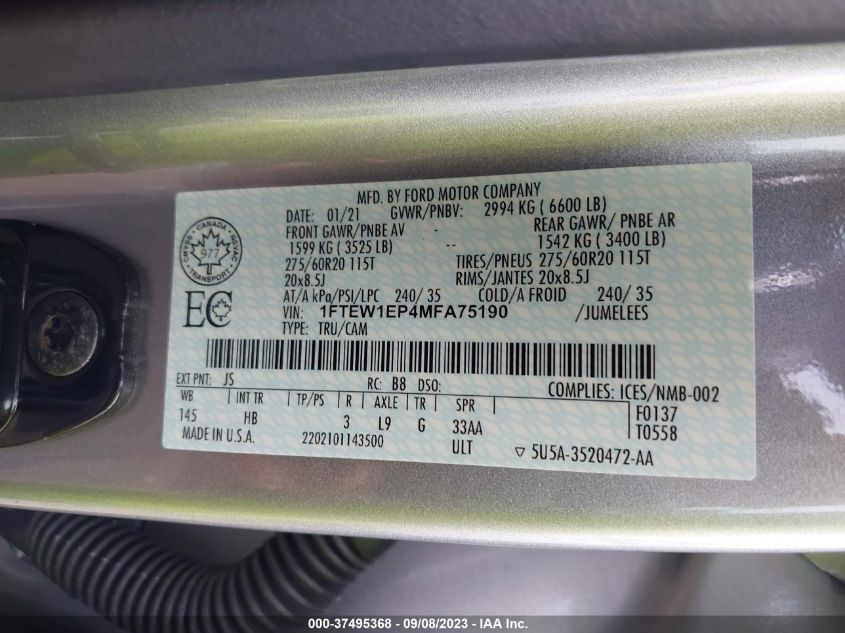 MFD. BY FORD MOTOR COMPANY
DATE: 01/21 GVWR/PNBV: 2994 KG ( 6600 LB)
FRONT GAWR/PNBE AV - REAR GAWR/ PNBE AR
1599 KG ( 3525 LB) -- 1542 KG ( 3400 LB)
275/60R20 115T TIRES/PNEUS 275/60R20 115T
20x8.5J RIMS/JANTES 20x8.5J
AT/A kPa/PSI/LPC 240/ 35 COLD/A FROID 240/ 35
VIN: 1FTEW1EP4MFA75190 /JUMELEES
TYPE: TRU/CAM
CMVSS - CANADA - NSVAC
977
TRANSPORT
EC
EXT PNT: JS RC: B8 DSO: COMPLIES: ICES/NMB-002
WB INT TR TP/PS R AXLE TR SPR F0137
145 HB 3 L9 G 33AA T0558
MADE IN U.S.A. 2202101143500 ULT ▽ 5U5A-3520472-AA
000-37495368 - 09/08/2023 - IAA Inc.